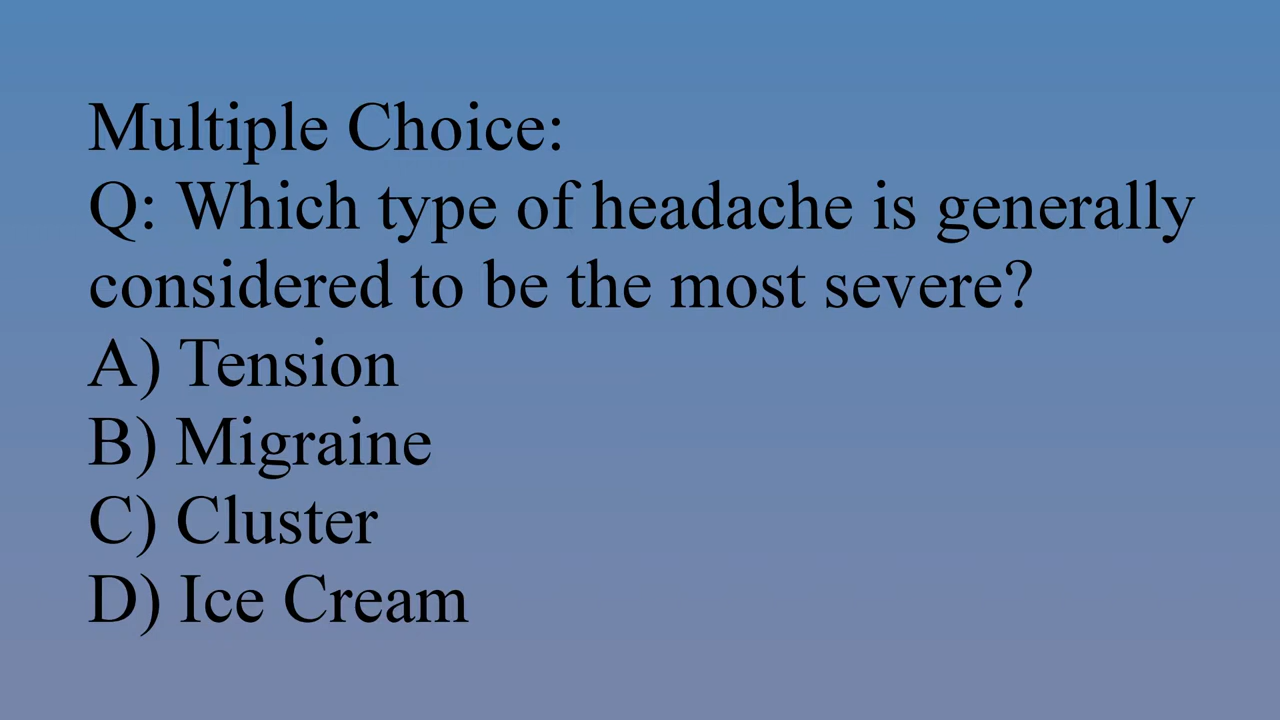 Multiple Choice:
Q: Which type of headache is generally
considered to be the most severe?
A) Tension
B) Migraine
C) Cluster
D) Ice Cream